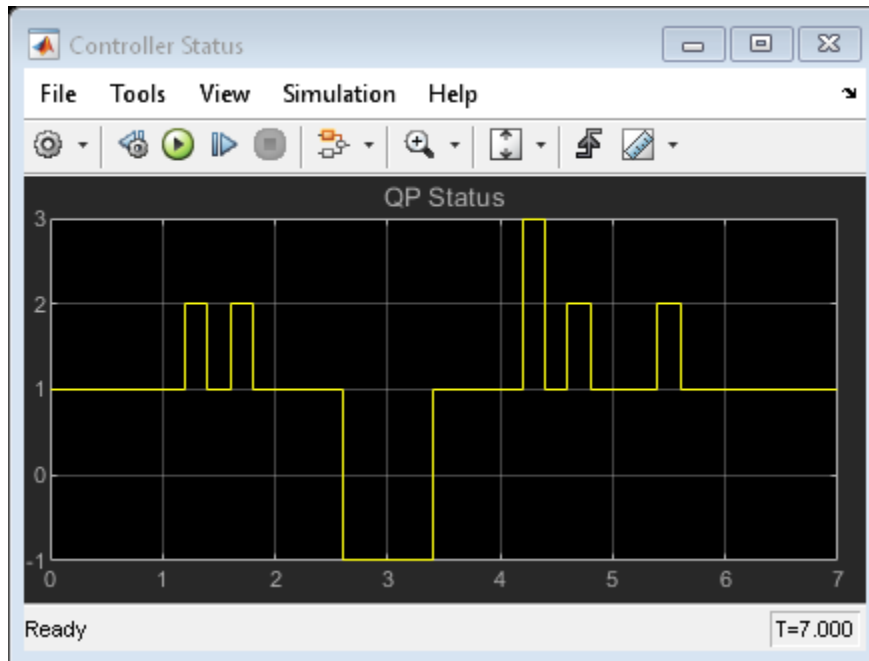 Controller Status
File Tools View Simulation Help
QP Status
3
2
1
0
-1
0 1 2 3 4 5 6 7
Ready T=7.000